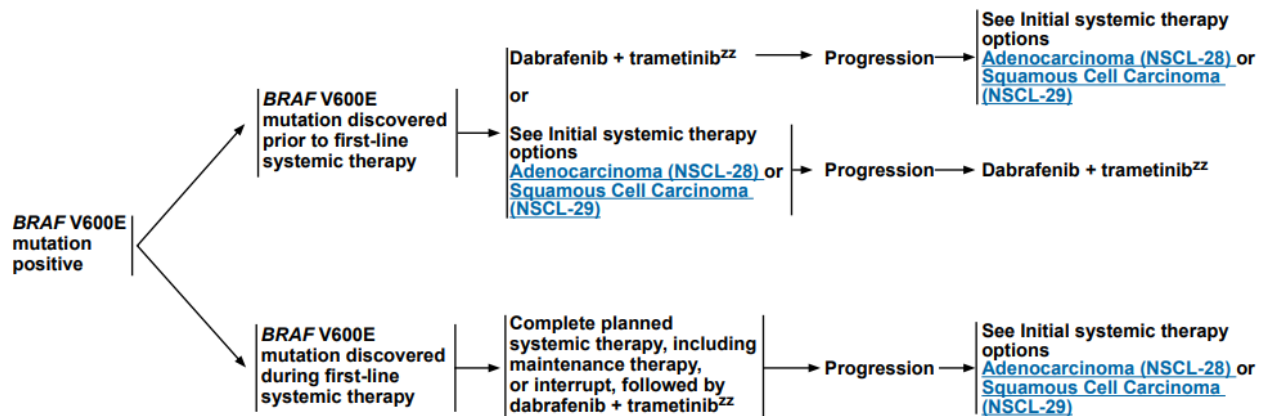 BRAF V600E
mutation
positive
BRAF V600E
mutation discovered
prior to first-line
systemic therapy
Dabrafenib + trametinibzz
or
See Initial systemic therapy
options
Adenocarcinoma (NSCL-28) or
Squamous Cell Carcinoma
(NSCL-29)
Progression
See Initial systemic therapy
options
Adenocarcinoma (NSCL-28) or
Squamous Cell Carcinoma
(NSCL-29)
Progression
Dabrafenib + trametinibzz
BRAF V600E
mutation discovered
during first-line
systemic therapy
Complete planned
systemic therapy, including
maintenance therapy,
or interrupt, followed by
dabrafenib + trametinibzz
Progression
See Initial systemic therapy
options
Adenocarcinoma (NSCL-28) or
Squamous Cell Carcinoma
(NSCL-29)